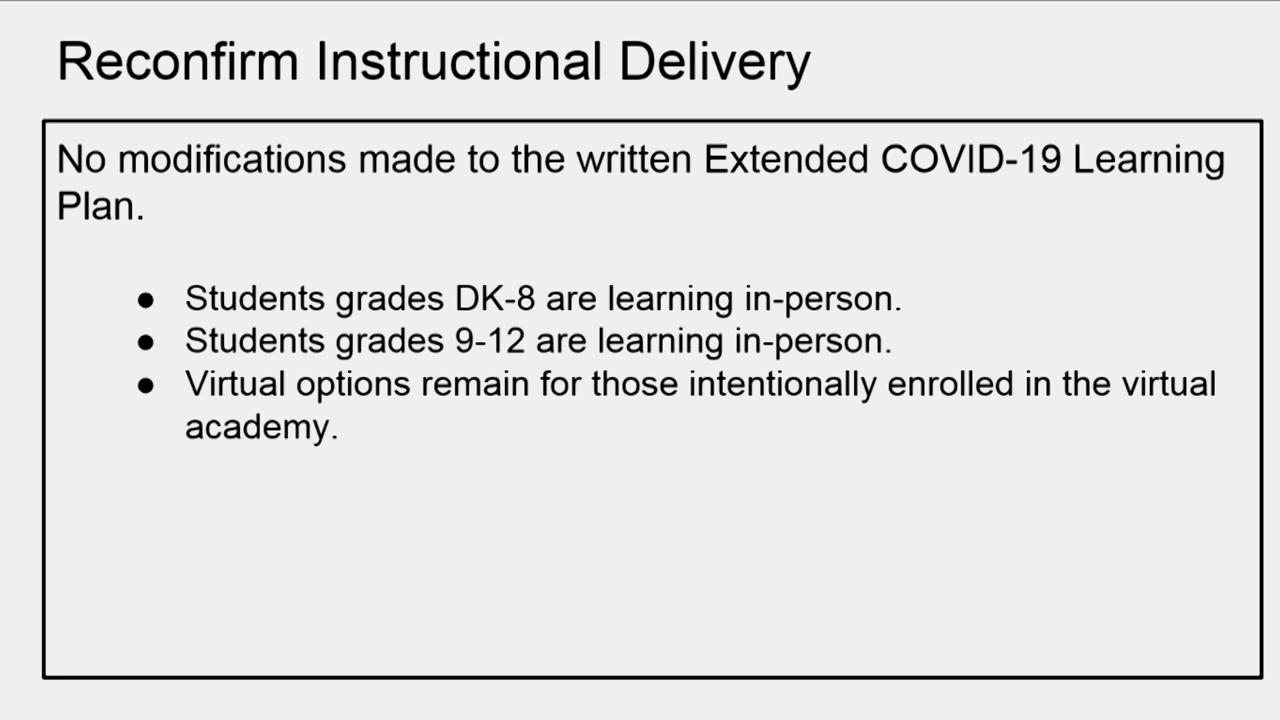 Reconfirm Instructional Delivery
No modifications made to the written Extended COVID-19 Learning
Plan.
● Students grades DK-8 are learning in-person.
● Students grades 9-12 are learning in-person.
● Virtual options remain for those intentionally enrolled in the virtual
academy.